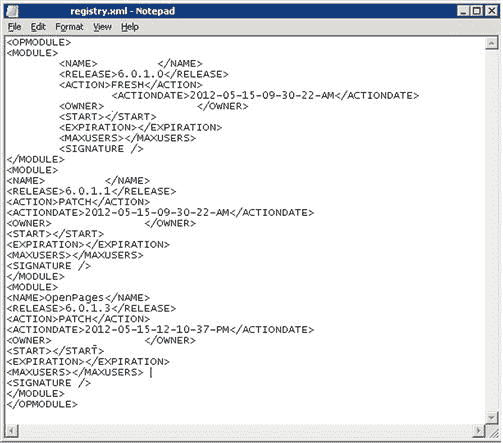 registry.xml - Notepad
File Edit Format View Help
<OPMODULE>
<MODULE>
<NAME> </NAME>
<RELEASE>6.0.1.0</RELEASE>
<ACTION>FRESH</ACTION>
<ACTIONDATE>2012-05-15-09-30-22-AM</ACTIONDATE>
<OWNER> </OWNER>
<START></START>
<EXPIRATION></EXPIRATION>
<MAXUSERS></MAXUSERS>
<SIGNATURE />
</MODULE>
<MODULE>
<NAME> </NAME>
<RELEASE>6.0.1.1</RELEASE>
<ACTION>PATCH</ACTION>
<ACTIONDATE>2012-05-15-09-30-22-AM</ACTIONDATE>
<OWNER> </OWNER>
<START></START>
<EXPIRATION></EXPIRATION>
<MAXUSERS></MAXUSERS>
<SIGNATURE />
</MODULE>
<MODULE>
<NAME>OpenPages</NAME>
<RELEASE>6.0.1.3</RELEASE>
<ACTION>PATCH</ACTION>
<ACTIONDATE>2012-05-15-12-10-37-PM</ACTIONDATE>
<OWNER> </OWNER>
<START></START>
<EXPIRATION></EXPIRATION>
<MAXUSERS></MAXUSERS>
<SIGNATURE />
</MODULE>
</OPMODULE>